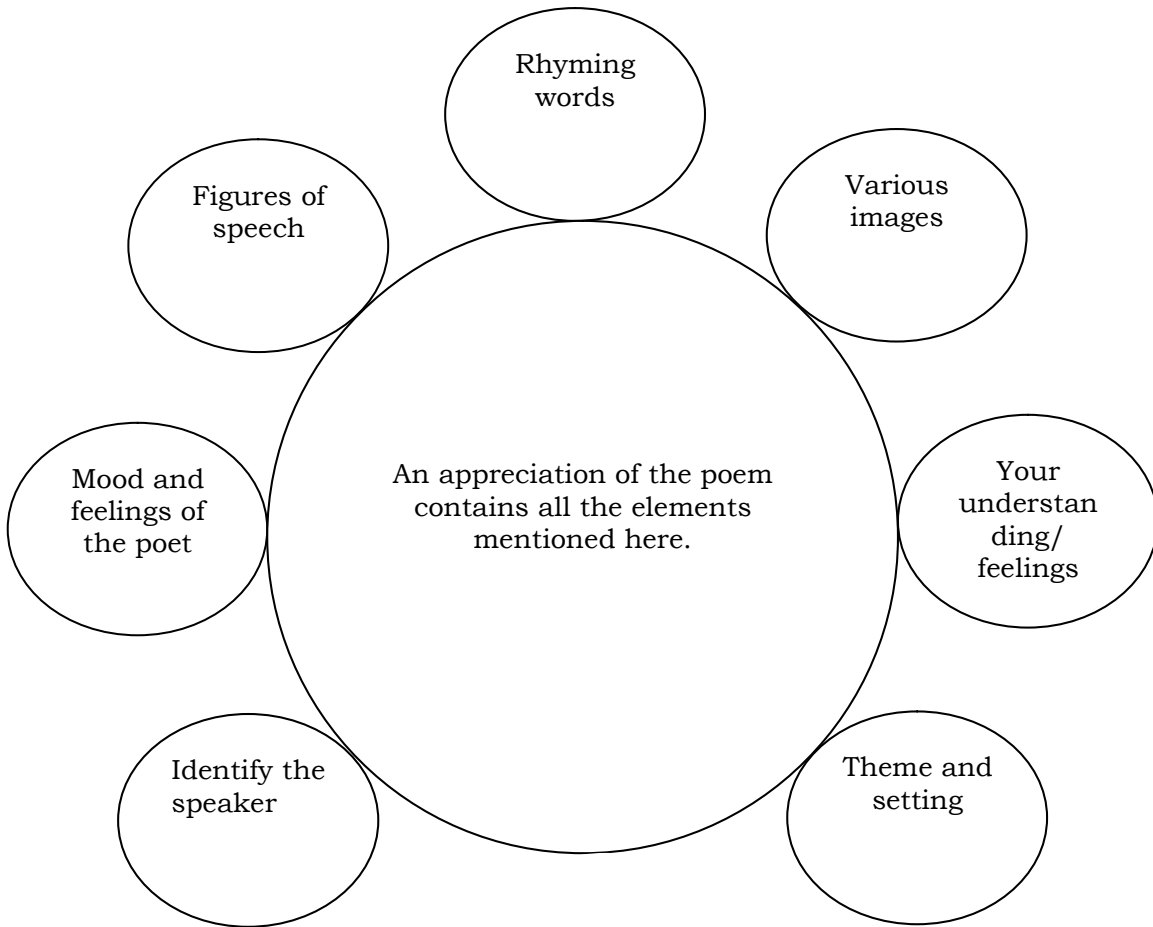 Rhyming
words
Figures of
speech
Various
images
Mood and
feelings of
the poet
An appreciation of the poem
contains all the elements
mentioned here.
Your
understan
ding/
feelings
Identify the
speaker
Theme and
setting